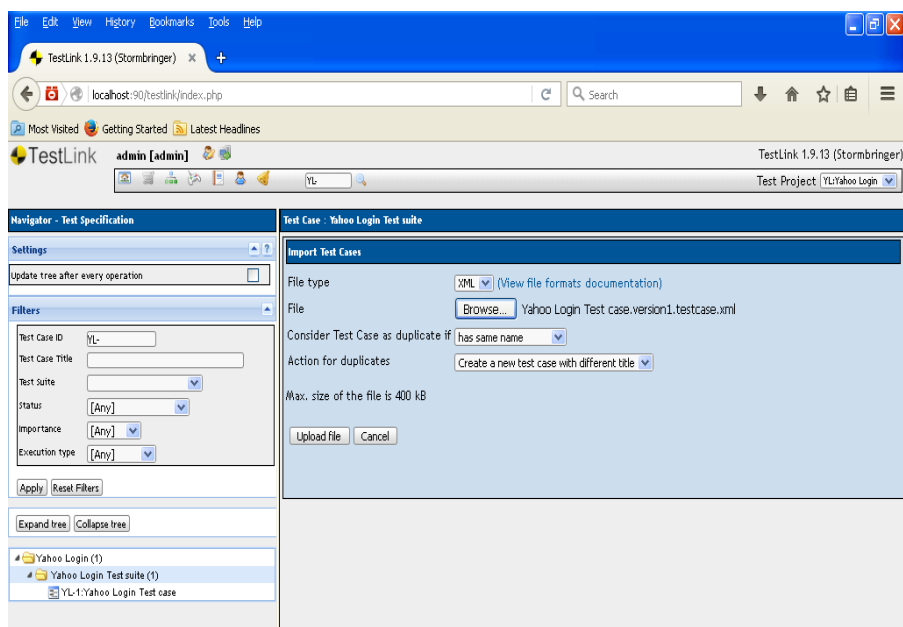 File Edit View History Bookmarks Tools Help
TestLink 1.9.13 (Stormbringer) × +
localhost:90/testlink/index.php
Search
Most Visited Getting Started Latest Headlines
TestLink admin [admin] TestLink 1.9.13 (Stormbringer)
YL- Test Project YL:Yahoo Login
Navigator - Test Specification
Settings ?
Update tree after every operation
Filters
Test Case ID YL-
Test Case Title
Test Suite
Status [Any]
Importance [Any]
Execution type [Any]
Apply Reset Filters
Expand tree Collapse tree
Yahoo Login (1)
Yahoo Login Test suite (1)
YL-1:Yahoo Login Test case
Test Case : Yahoo Login Test suite
Import Test Cases
File type XML (View file formats documentation)
File Browse... Yahoo Login Test case.version1.testcase.xml
Consider Test Case as duplicate if has same name
Action for duplicates Create a new test case with different title
Max. size of the file is 400 kB
Upload file Cancel